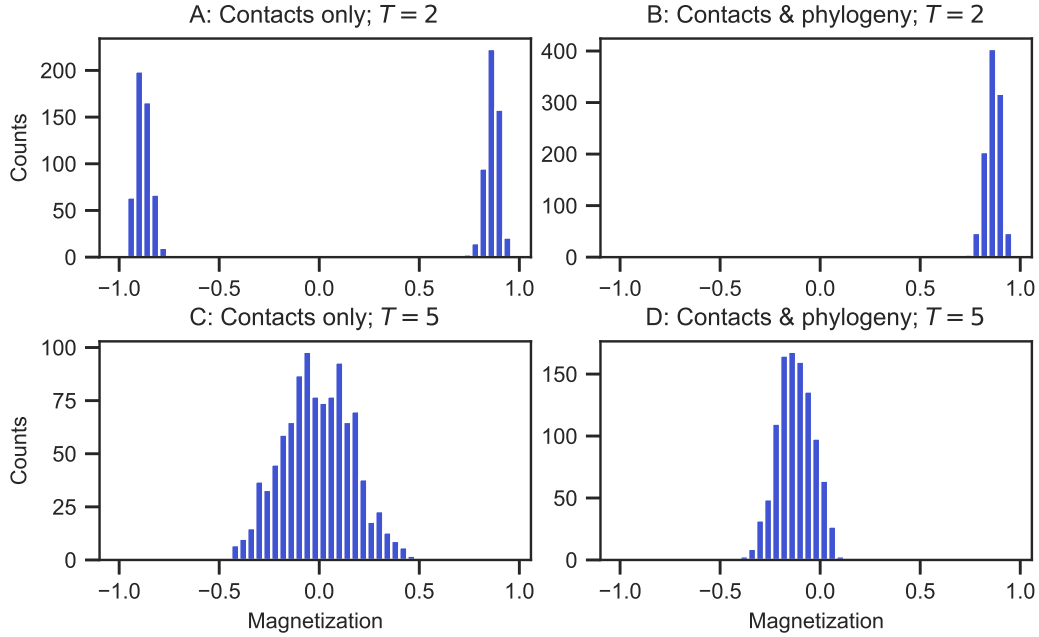 A: Contacts only; T = 2
B: Contacts & phylogeny; T = 2
Counts
200
150
100
50
0
400
300
200
100
0
−1.0 −0.5 0.0 0.5 1.0
−1.0 −0.5 0.0 0.5 1.0
C: Contacts only; T = 5
D: Contacts & phylogeny; T = 5
Counts
100
75
50
25
0
150
100
50
0
−1.0 −0.5 0.0 0.5 1.0
−1.0 −0.5 0.0 0.5 1.0
Magnetization
Magnetization